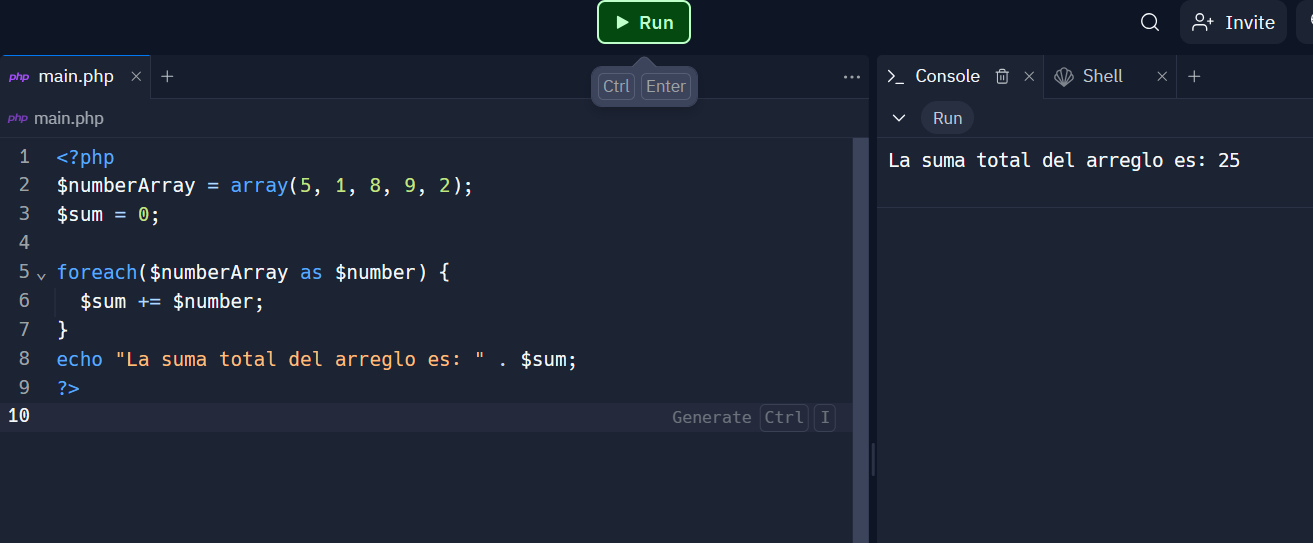 Run
Invite
php main.php
Ctrl Enter
Console
Shell
php main.php
Run
1 <?php
2 $numberArray = array(5, 1, 8, 9, 2);
3 $sum = 0;
4
5 foreach($numberArray as $number) {
6 $sum += $number;
7 }
8 echo "La suma total del arreglo es: " . $sum;
9 ?>
10 Generate Ctrl I
La suma total del arreglo es: 25